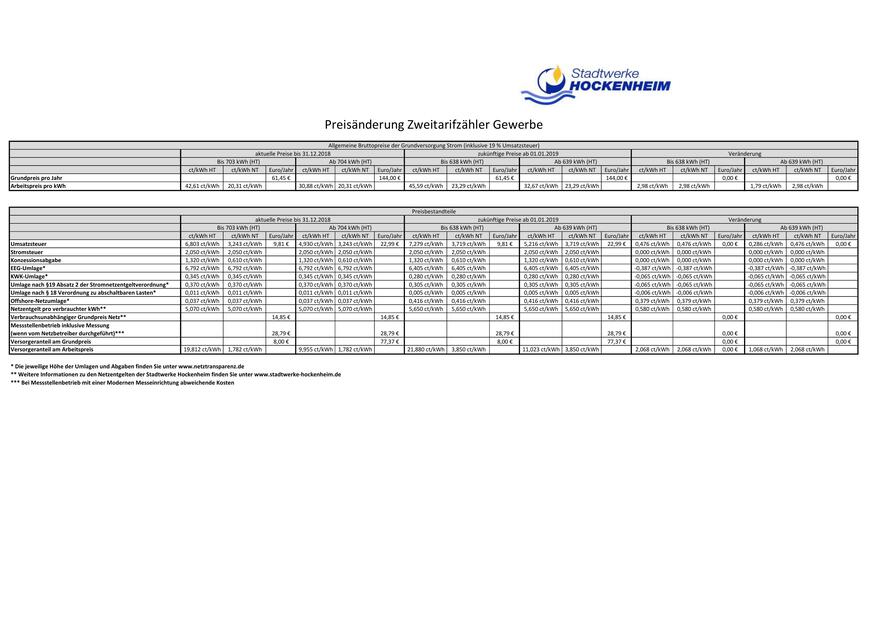 Stadtwerke
HOCKENHEIM
Preisänderung Zweitarifzähler Gewerbe
Allgemeine Bruttopreise der Grundversorgung Strom (inklusive 19 % Umsatzsteuer)
aktuelle Preise bis 31.12.2018 zukünftige Preise ab 01.01.2019 Veränderung
Bis 703 kWh (HT) Ab 704 kWh (HT) Bis 638 kWh (HT) Ab 639 kWh (HT) Bis 638 kWh (HT) Ab 639 kWh (HT)
ct/kWh HT ct/kWh NT Euro/Jahr ct/kWh HT ct/kWh NT Euro/Jahr ct/kWh HT ct/kWh NT Euro/Jahr ct/kWh HT ct/kWh NT Euro/Jahr ct/kWh HT ct/kWh NT Euro/Jahr ct/kWh HT ct/kWh NT Euro/Jahr
Grundpreis pro Jahr 61,45 € 144,00 € 61,45 € 144,00 € 0,00 € 0,00 €
Arbeitspreis pro kWh 42,61 ct/kWh 20,31 ct/kWh 30,88 ct/kWh 20,31 ct/kWh 45,59 ct/kWh 23,29 ct/kWh 32,67 ct/kWh 23,29 ct/kWh 2,98 ct/kWh 2,98 ct/kWh 1,79 ct/kWh 2,98 ct/kWh
Preisbestandteile
aktuelle Preise bis 31.12.2018 zukünftige Preise ab 01.01.2019 Veränderung
Bis 703 kWh (HT) Ab 704 kWh (HT) Bis 638 kWh (HT) Ab 639 kWh (HT) Bis 638 kWh (HT) Ab 639 kWh (HT)
ct/kWh HT ct/kWh NT Euro/Jahr ct/kWh HT ct/kWh NT Euro/Jahr ct/kWh HT ct/kWh NT Euro/Jahr ct/kWh HT ct/kWh NT Euro/Jahr ct/kWh HT ct/kWh NT Euro/Jahr ct/kWh HT ct/kWh NT Euro/Jahr
Umsatzsteuer 6,803 ct/kWh 3,243 ct/kWh 9,81 € 4,930 ct/kWh 3,243 ct/kWh 22,99 € 7,279 ct/kWh 3,719 ct/kWh 9,81 € 5,216 ct/kWh 3,719 ct/kWh 22,99 € 0,476 ct/kWh 0,476 ct/kWh 0,00 € 0,286 ct/kWh 0,476 ct/kWh 0,00 €
Stromsteuer 2,050 ct/kWh 2,050 ct/kWh 2,050 ct/kWh 2,050 ct/kWh 2,050 ct/kWh 2,050 ct/kWh 2,050 ct/kWh 2,050 ct/kWh 0,000 ct/kWh 0,000 ct/kWh 0,000 ct/kWh 0,000 ct/kWh
Konzessionsabgabe 1,320 ct/kWh 0,610 ct/kWh 1,320 ct/kWh 0,610 ct/kWh 1,320 ct/kWh 0,610 ct/kWh 1,320 ct/kWh 0,610 ct/kWh 0,000 ct/kWh 0,000 ct/kWh 0,000 ct/kWh 0,000 ct/kWh
EEG-Umlage* 6,792 ct/kWh 6,792 ct/kWh 6,792 ct/kWh 6,792 ct/kWh 6,405 ct/kWh 6,405 ct/kWh 6,405 ct/kWh 6,405 ct/kWh -0,387 ct/kWh -0,387 ct/kWh -0,387 ct/kWh -0,387 ct/kWh
KWK-Umlage* 0,345 ct/kWh 0,345 ct/kWh 0,345 ct/kWh 0,345 ct/kWh 0,280 ct/kWh 0,280 ct/kWh 0,280 ct/kWh 0,280 ct/kWh -0,065 ct/kWh -0,065 ct/kWh -0,065 ct/kWh -0,065 ct/kWh
Umlage nach §19 Absatz 2 der Stromnetzentgeltverordnung* 0,370 ct/kWh 0,370 ct/kWh 0,370 ct/kWh 0,370 ct/kWh 0,305 ct/kWh 0,305 ct/kWh 0,305 ct/kWh 0,305 ct/kWh -0,065 ct/kWh -0,065 ct/kWh -0,065 ct/kWh -0,065 ct/kWh
Umlage nach § 18 Verordnung zu abschaltbaren Lasten* 0,011 ct/kWh 0,011 ct/kWh 0,011 ct/kWh 0,011 ct/kWh 0,005 ct/kWh 0,005 ct/kWh 0,005 ct/kWh 0,005 ct/kWh -0,006 ct/kWh -0,006 ct/kWh -0,006 ct/kWh -0,006 ct/kWh
Offshore-Netzumlage* 0,037 ct/kWh 0,037 ct/kWh 0,037 ct/kWh 0,037 ct/kWh 0,416 ct/kWh 0,416 ct/kWh 0,416 ct/kWh 0,416 ct/kWh 0,379 ct/kWh 0,379 ct/kWh 0,379 ct/kWh 0,379 ct/kWh
Netzentgelt pro verbrauchter kWh** 5,070 ct/kWh 5,070 ct/kWh 5,070 ct/kWh 5,070 ct/kWh 5,650 ct/kWh 5,650 ct/kWh 5,650 ct/kWh 5,650 ct/kWh 0,580 ct/kWh 0,580 ct/kWh 0,580 ct/kWh 0,580 ct/kWh
Verbrauchsunabhängiger Grundpreis Netz** 14,85 € 14,85 € 14,85 € 14,85 € 0,00 € 0,00 €
Messstellenbetrieb inklusive Messung
(wenn vom Netzbetreiber durchgeführt)*** 28,79 € 28,79 € 28,79 € 28,79 € 0,00 € 0,00 €
Versorgeranteil am Grundpreis 8,00 € 77,37 € 8,00 € 77,37 € 0,00 € 0,00 €
Versorgeranteil am Arbeitspreis 19,812 ct/kWh 1,782 ct/kWh 9,955 ct/kWh 1,782 ct/kWh 21,880 ct/kWh 3,850 ct/kWh 11,023 ct/kWh 3,850 ct/kWh 2,068 ct/kWh 2,068 ct/kWh 1,068 ct/kWh 2,068 ct/kWh
* Die jeweilige Höhe der Umlagen und Abgaben finden Sie unter www.netztransparenz.de
** Weitere Informationen zu den Netzentgelten der Stadtwerke Hockenheim finden Sie unter www.stadtwerke-hockenheim.de
*** Bei Messstellenbetrieb mit einer Modernen Messeinrichtung abweichende Kosten